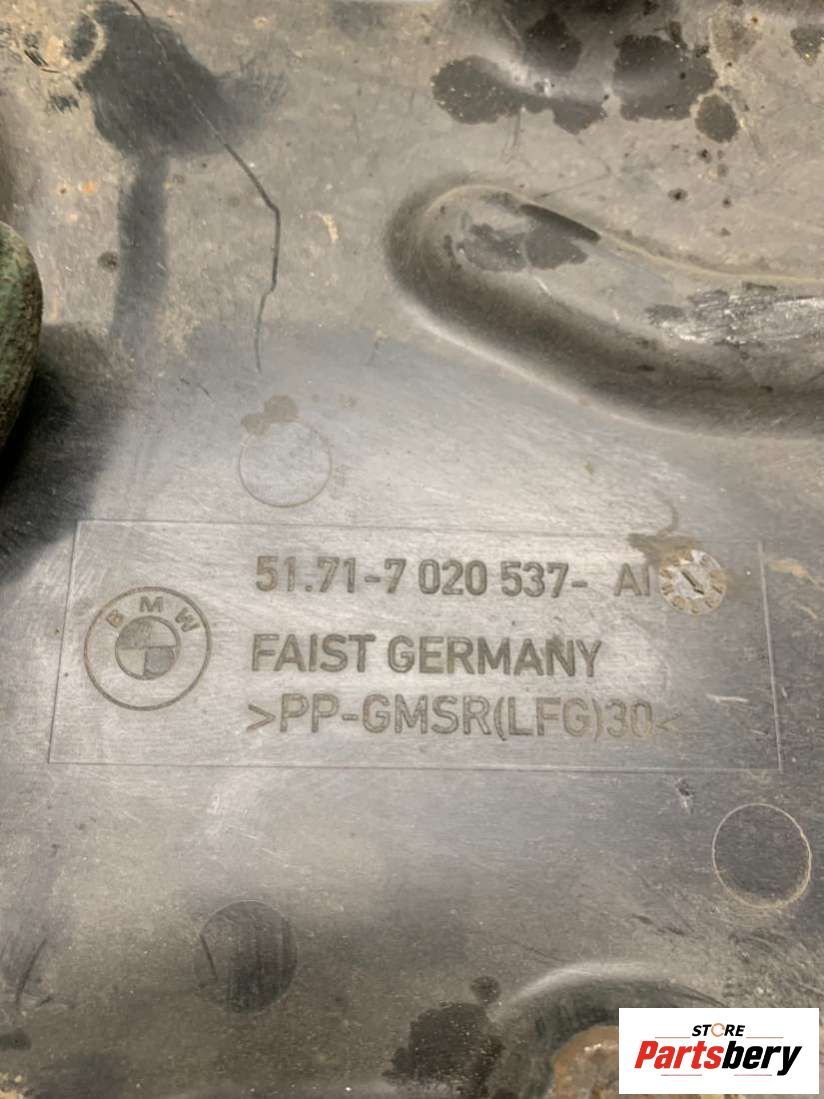 51.71-7 020 537- AI
BMW
FAIST GERMANY
>PP-GMSR(LFG)30<
STORE
Partsbery